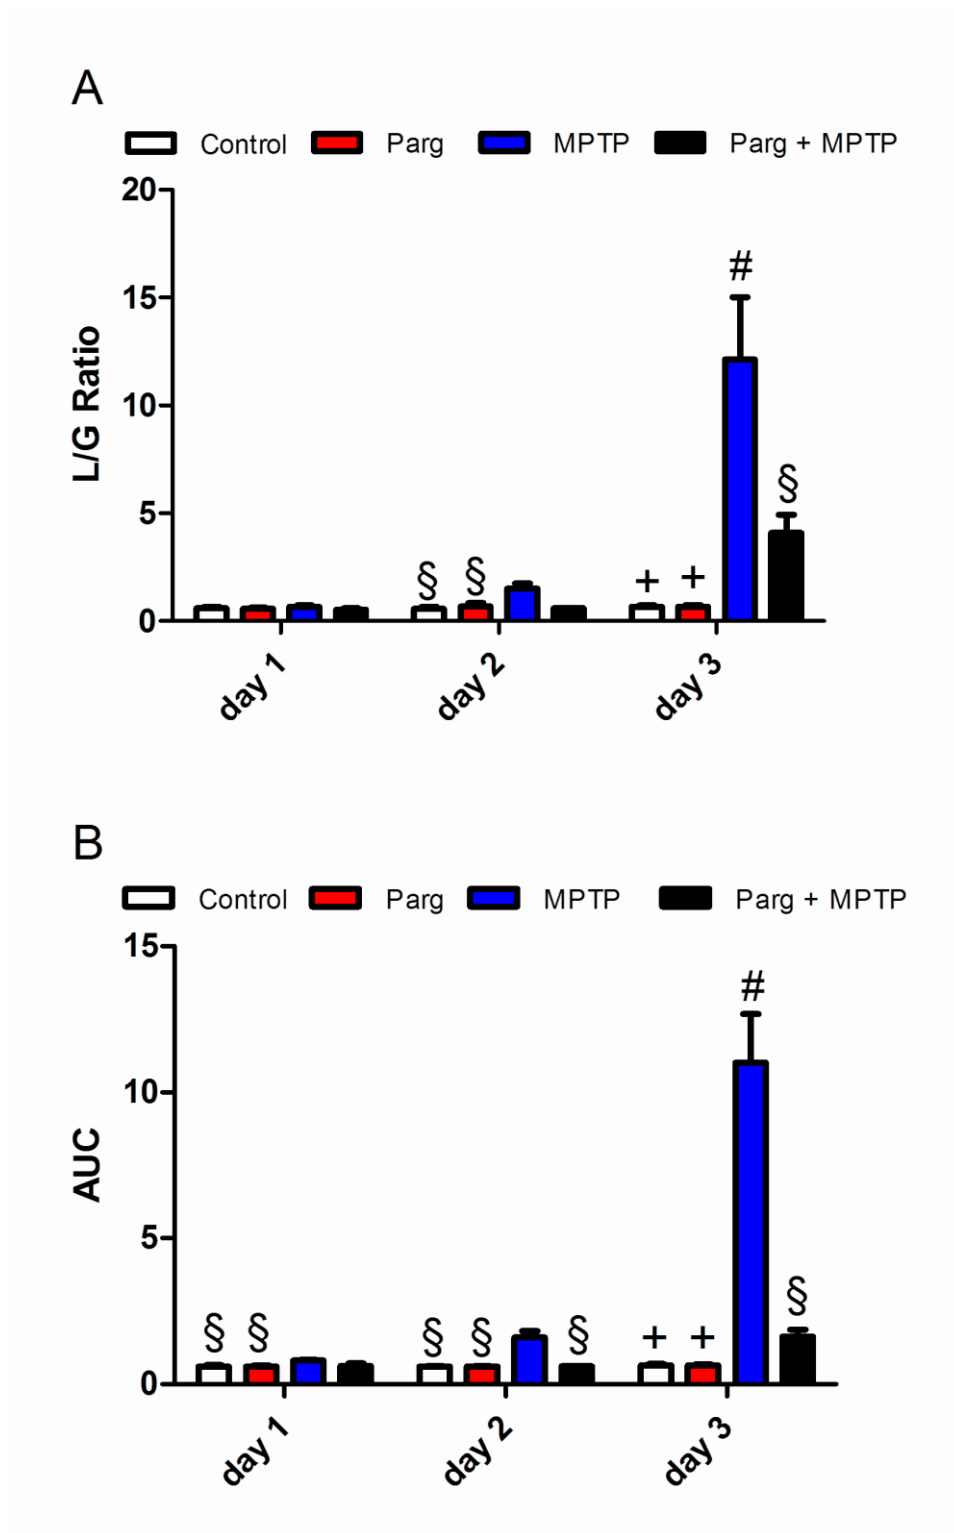 A
Control Parg MPTP Parg + MPTP
20
#
15
L/G Ratio
10
§
5
§ § + +
0
day 1 day 2 day 3
B
Control Parg MPTP Parg + MPTP
15
#
10
AUC
5
§
§ § § § § + +
0
day 1 day 2 day 3